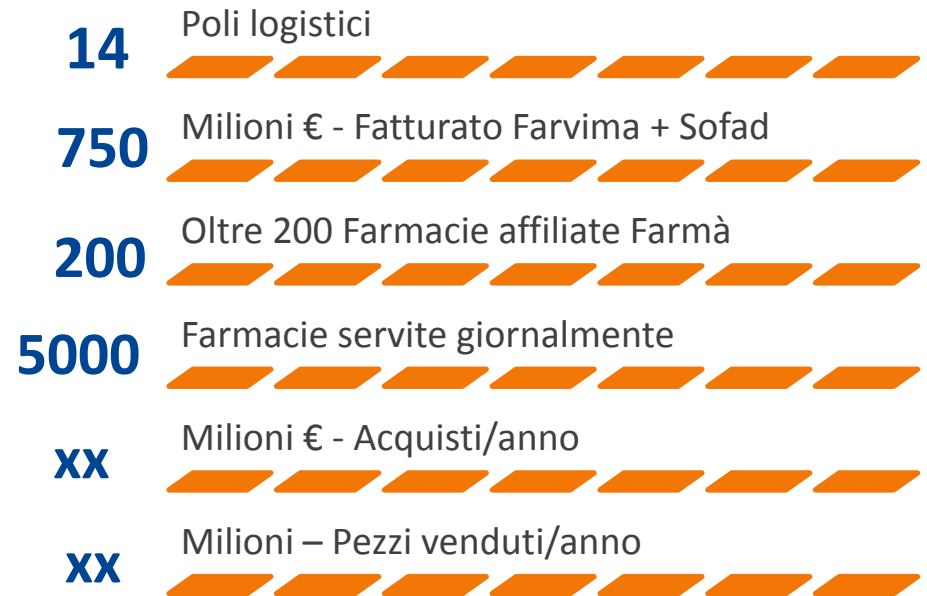 Poli logistici
14
Milioni € - Fatturato Farvima + Sofad
750
Oltre 200 Farmacie affiliate Farmà
200
Farmacie servite giornalmente
5000
Milioni € - Acquisti/anno
xx
Milioni – Pezzi venduti/anno
xx